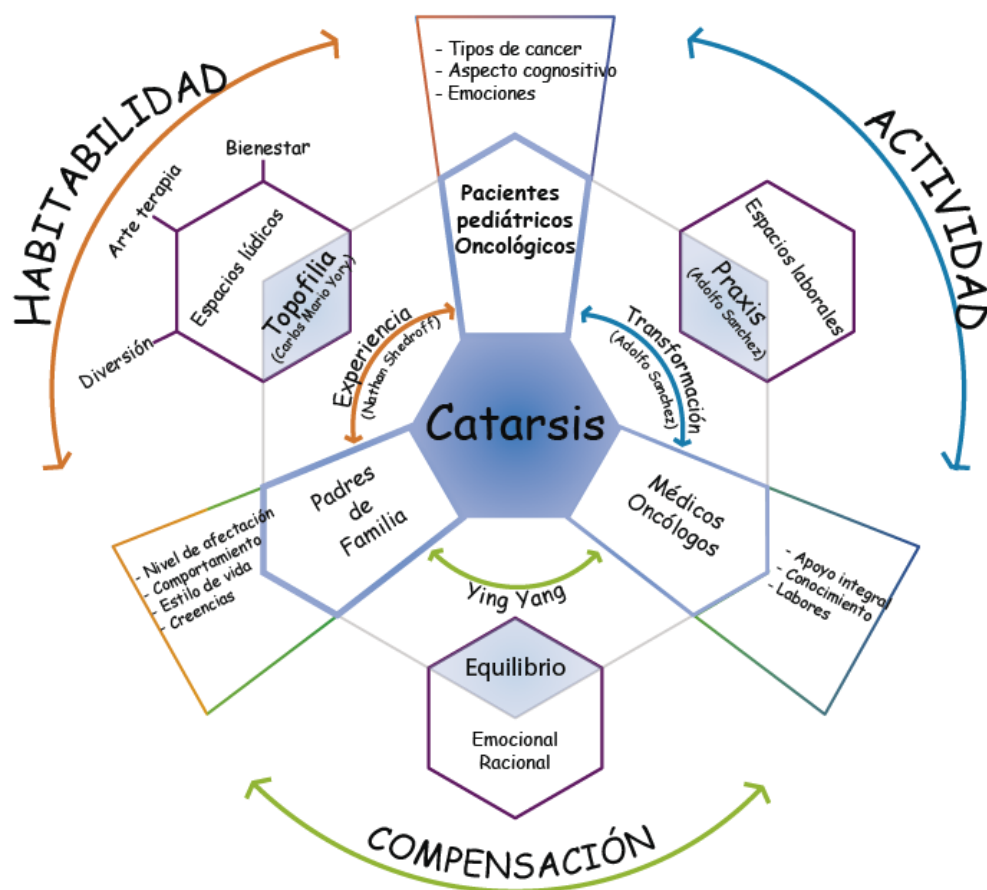 HABITABILIDAD
ACTIVIDAD
- Tipos de cancer
- Aspecto cognositivo
- Emociones
Pacientes
pediátricos
Oncológicos
Bienestar
Arte terapia
Diversión
Espacios lúdicos
Topofilia
(Carlos Mario Yory)
Espacios laborales
Praxis
(Adolfo Sanchez)
Experiencia
(Nathan Shedroff)
Transformación
(Adolfo Sanchez)
Catarsis
Padres
de
Familia
Médicos
Oncólogos
- Nivel de afectación
- Comportamiento
- Estilo de vida
- Creencias
- Apoyo integral
- Conocimiento
- Labores
Ying Yang
Equilibrio
Emocional
Racional
COMPENSACIÓN